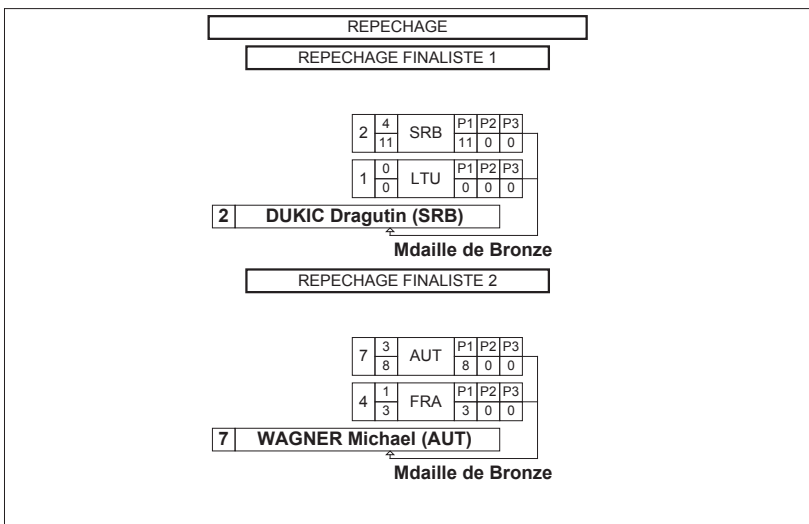 REPECHAGE
REPECHAGE FINALISTE 1
2 4 SRB P1 P2 P3
11 11 0 0
1 0 LTU P1 P2 P3
0 0 0 0
2 DUKIC Dragutin (SRB)
Mdaille de Bronze
REPECHAGE FINALISTE 2
7 3 AUT P1 P2 P3
8 8 0 0
4 1 FRA P1 P2 P3
3 3 0 0
7 WAGNER Michael (AUT)
Mdaille de Bronze